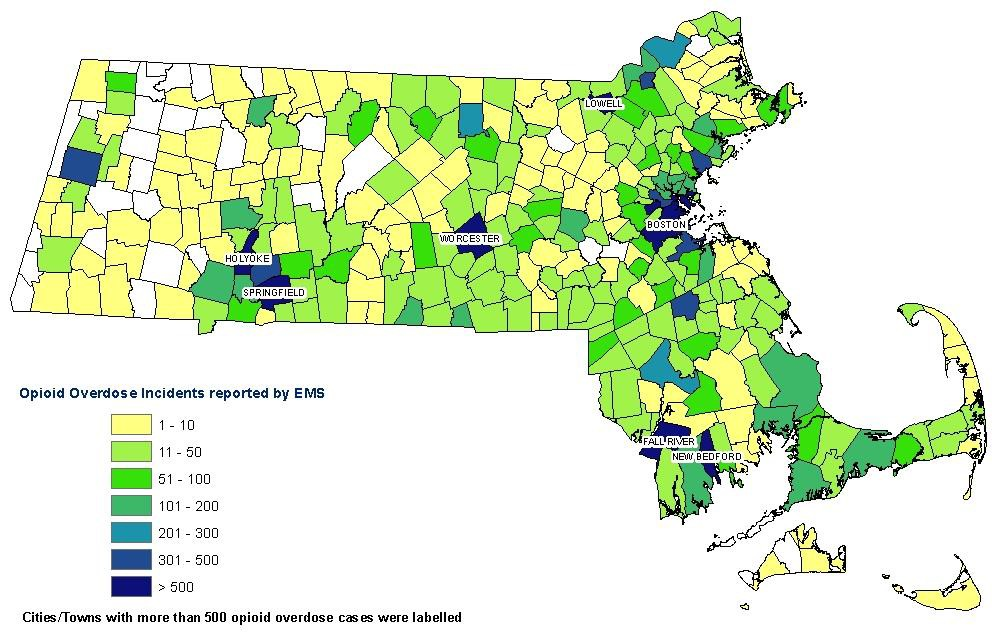 LOWELL
BOSTON
WORCESTER
HOLYOKE
SPRINGFIELD
Opioid Overdose Incidents reported by EMS
1 - 10
11 - 50
51 - 100
101 - 200
201 - 300
301 - 500
> 500
FALL RIVER
NEW BEDFORD
Cities/Towns with more than 500 opioid overdose cases were labelled